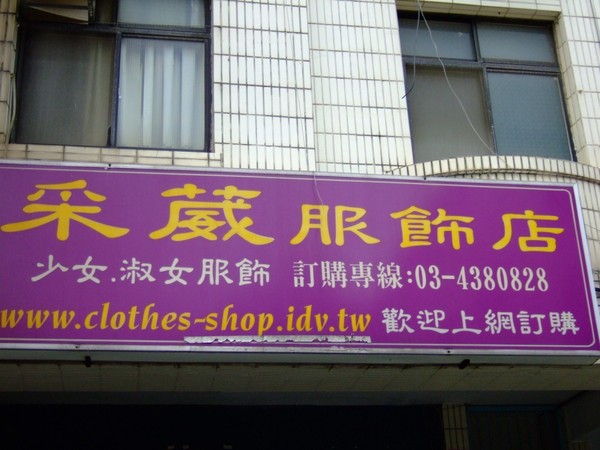 采葳服飾店
少女.淑女服飾 訂購專線:03-4380828
www.clothes-shop.idv.tw 歡迎上網訂購